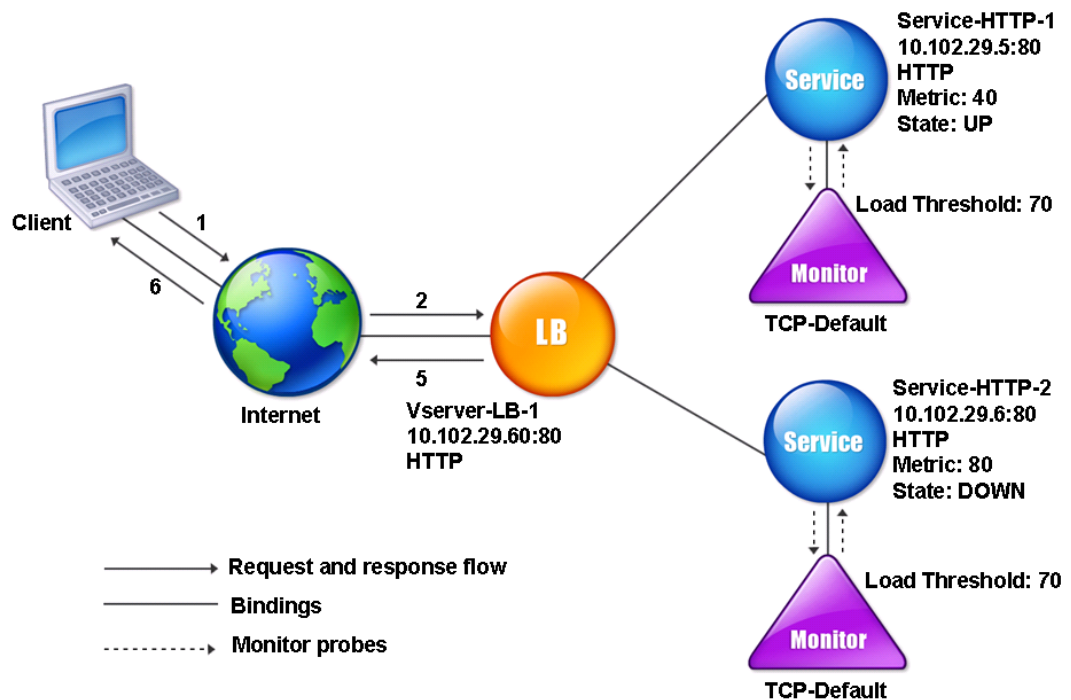 Service-HTTP-1
10.102.29.5:80
HTTP
Metric: 40
State: UP
Service
Load Threshold: 70
Monitor
TCP-Default
Client
1
6
2
5
LB
Internet
Vserver-LB-1
10.102.29.60:80
HTTP
Service-HTTP-2
10.102.29.6:80
HTTP
Metric: 80
State: DOWN
Service
Load Threshold: 70
Monitor
TCP-Default
Request and response flow
Bindings
Monitor probes